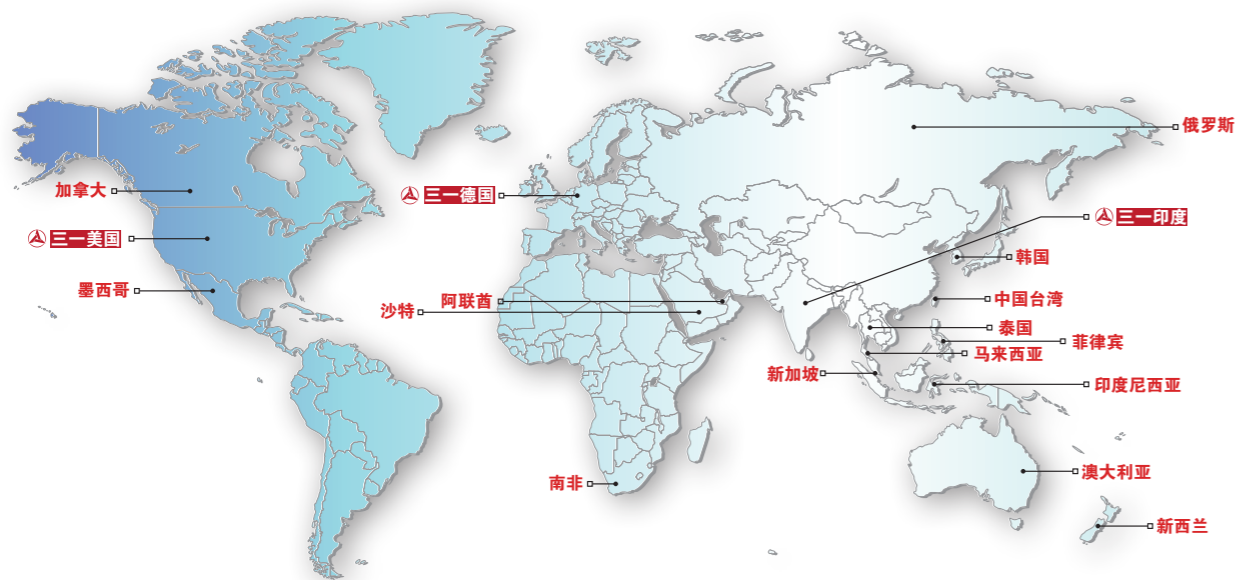 俄罗斯
加拿大
三一德国
三一印度
三一美国
韩国
墨西哥
阿联酋
中国台湾
沙特
泰国
菲律宾
马来西亚
新加坡
印度尼西亚
澳大利亚
南非
新西兰